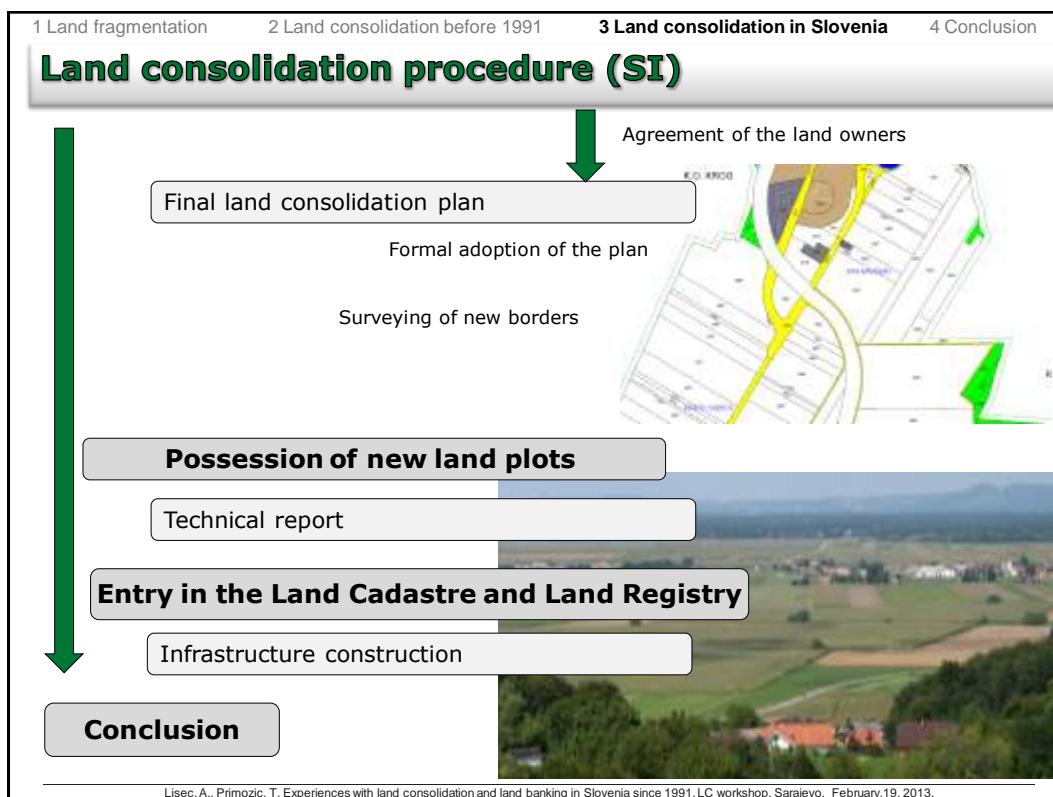 1 Land fragmentation 2 Land consolidation before 1991 3 Land consolidation in Slovenia 4 Conclusion
Land consolidation procedure (SI)
Agreement of the land owners
Final land consolidation plan
K.O. KROG
Formal adoption of the plan
Surveying of new borders
Possession of new land plots
Technical report
Entry in the Land Cadastre and Land Registry
Infrastructure construction
Conclusion
Lisec, A., Primozic, T. Experiences with land consolidation and land banking in Slovenia since 1991. LC workshop, Sarajevo, February,19, 2013.